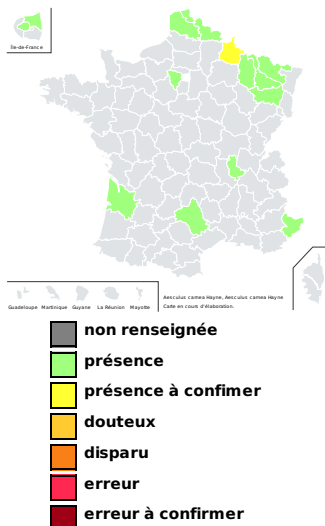 Île-de-France
Aesculus carnea Hayne, Aesculus carnea Hayne
Carte en cours d'élaboration.
Guadeloupe Martinique Guyane La Réunion Mayotte
non renseignée
présence
présence à confimer
douteux
disparu
erreur
erreur à confirmer